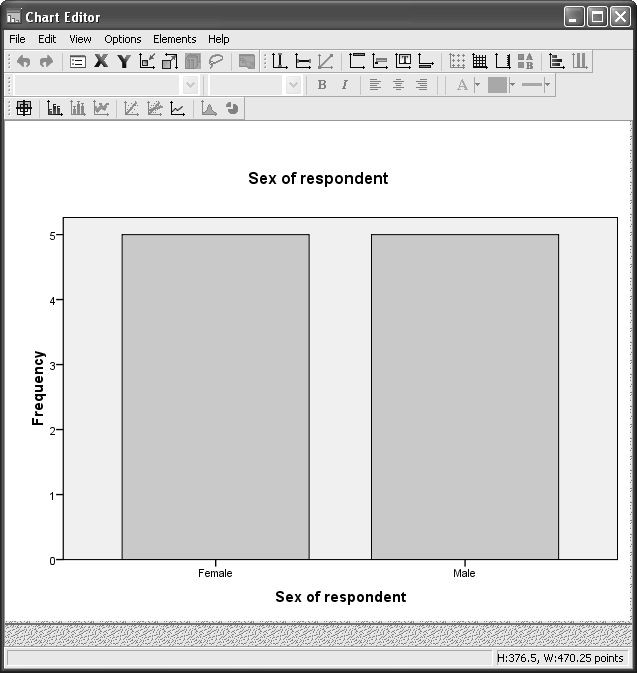 Chart Editor
File Edit View Options Elements Help
X Y
B I A
Sex of respondent
5
4
3
2
1
0
Frequency
Female Male
Sex of respondent
H:376.5, W:470.25 points